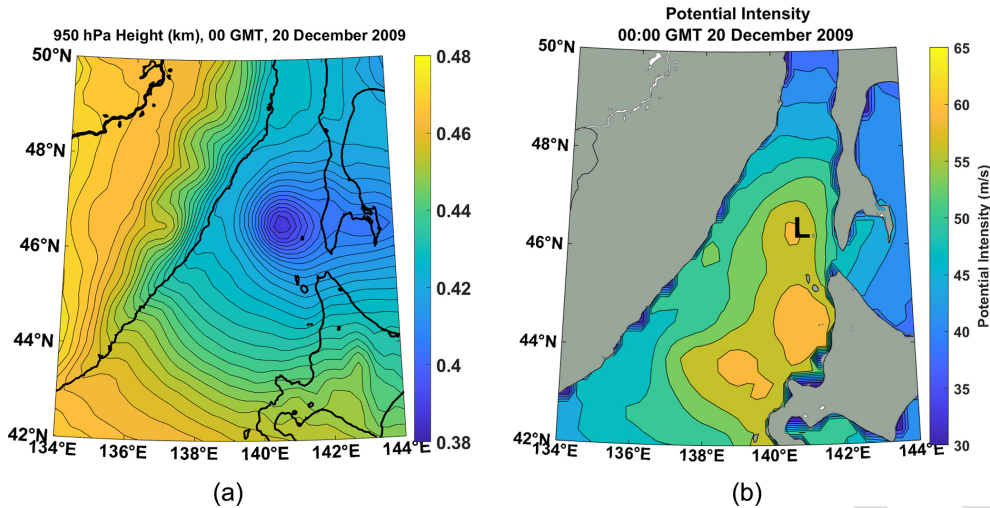 950 hPa Height (km), 00 GMT, 20 December 2009
50°N
48°N
46°N
44°N
42°N
134°E
136°E
138°E
140°E
142°E
144°E
0.48
0.46
0.44
0.42
0.4
0.38
(a)
Potential Intensity
00:00 GMT 20 December 2009
50°N
48°N
46°N
44°N
42°N
134°E
136°E
138°E
140°E
142°E
144°E
L
65
60
55
50
45
40
35
30
Potential Intensity (m/s)
(b)